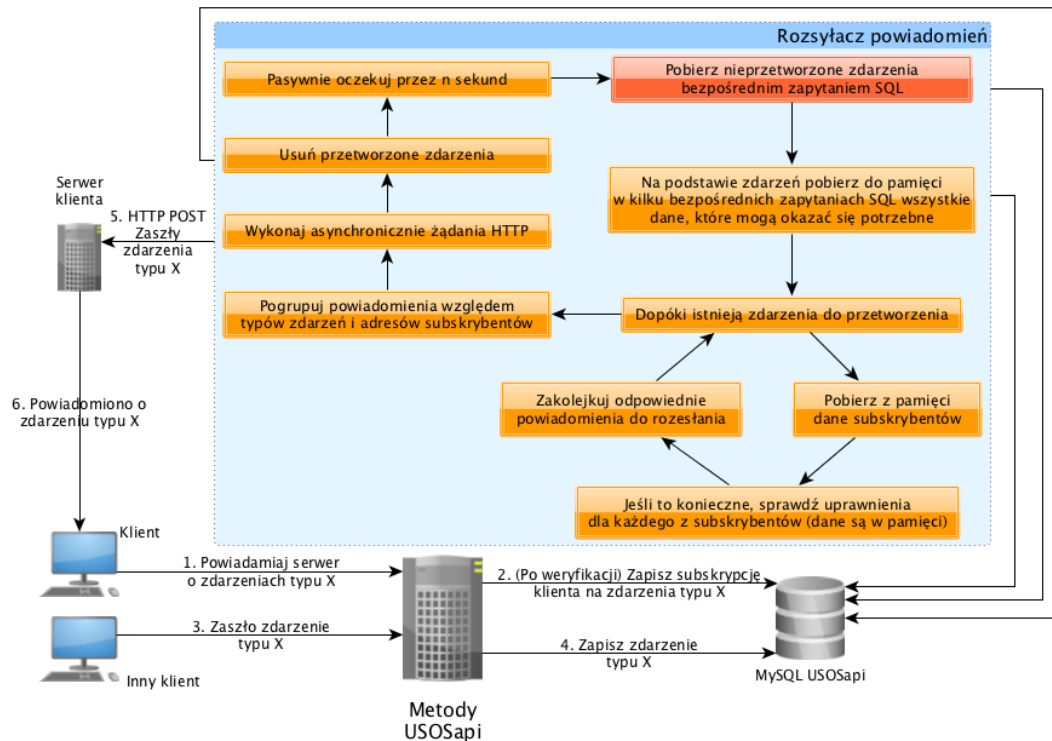 Rozsyłacz powiadomień
Pasywnie oczekuj przez n sekund
Pobierz nieprzetworzone zdarzenia
bezpośrednim zapytaniem SQL
Usuń przetworzone zdarzenia
Na podstawie zdarzeń pobierz do pamięci
w kilku bezpośrednich zapytaniach SQL wszystkie
dane, które mogą okazać się potrzebne
Serwer
klienta
5. HTTP POST
Zaszły
zdarzenia
typu X
Wykonaj asynchronicznie żądania HTTP
Pogrupuj powiadomienia względem
typów zdarzeń i adresów subskrybentów
Dopóki istnieją zdarzenia do przetworzenia
Zakolejkuj odpowiednie
powiadomienia do rozesłania
Pobierz z pamięci
dane subskrybentów
6. Powiadomiono o
zdarzeniu typu X
Jeśli to konieczne, sprawdź uprawnienia
dla każdego z subskrybentów (dane są w pamięci)
Klient
1. Powiadamiaj serwer
o zdarzeniach typu X
2. (Po weryfikacji) Zapisz subskrypcję
klienta na zdarzenia typu X
3. Zaszło zdarzenie
typu X
4. Zapisz zdarzenie
typu X
Inny klient
MySQL USOSapi
Metody
USOSapi